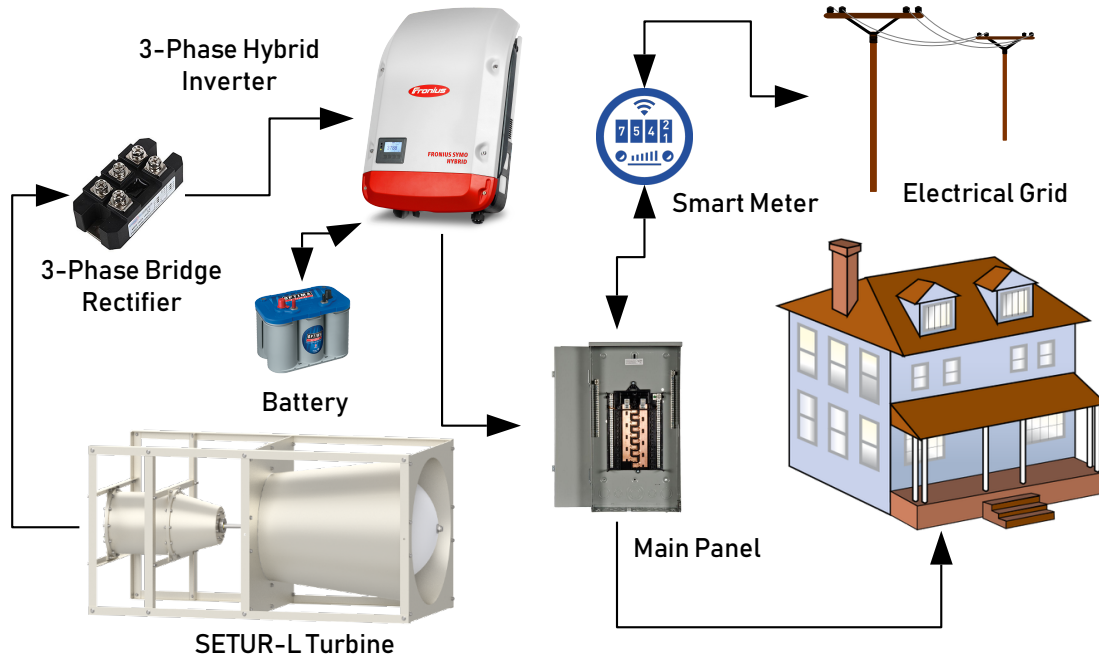 3-Phase Hybrid
Inverter
Fronius
FRONIUS SYMO
HYBRID
3-Phase Bridge
Rectifier
OPTIMA
Battery
SETUR-L Turbine
7 5 4 2
1
Smart Meter
Electrical Grid
Main Panel